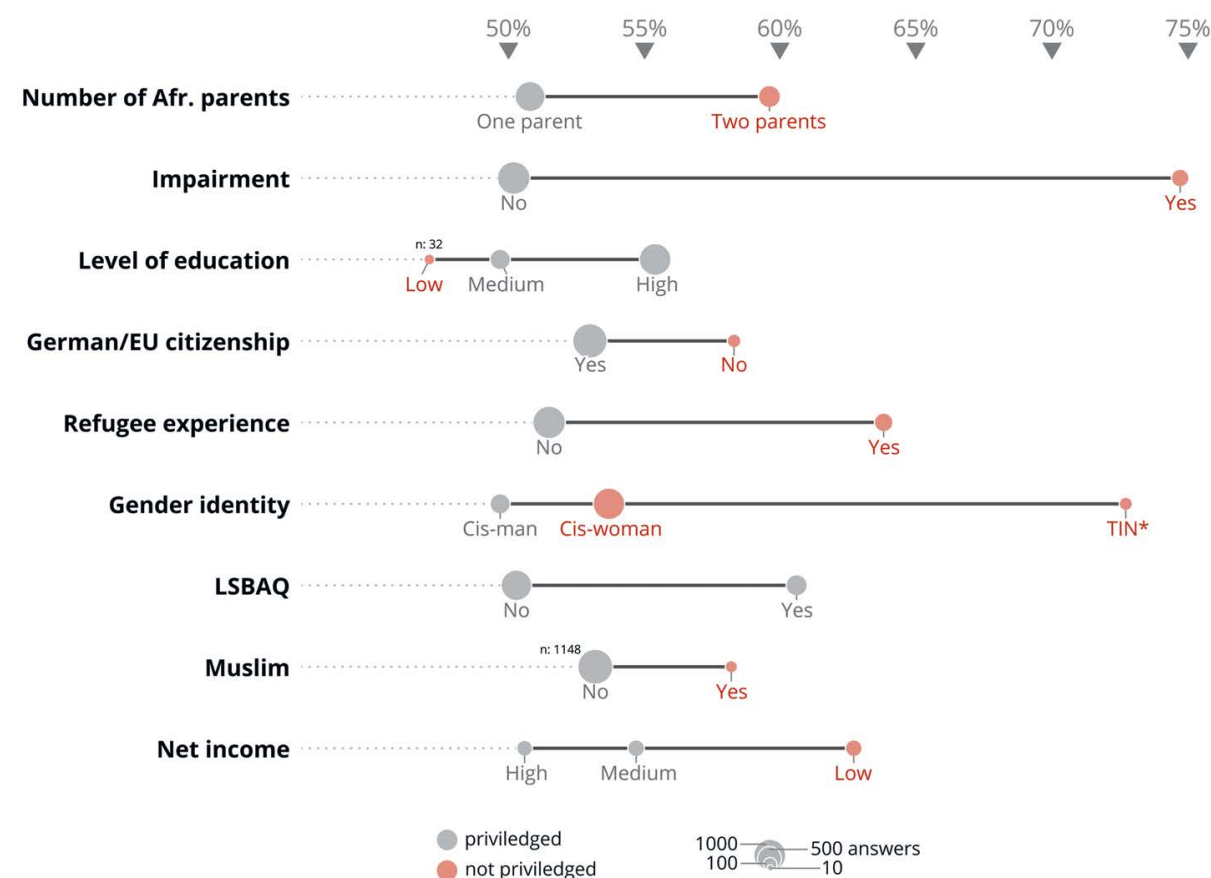 50% 55% 60% 65% 70% 75%
Number of Afr. parents
One parent Two parents
Impairment
No Yes
n: 32
Level of education
Low Medium High
German/EU citizenship
Yes No
Refugee experience
No Yes
Gender identity
Cis-man Cis-woman TIN*
LSBAQ
No Yes
n: 1148
Muslim
No Yes
Net income
High Medium Low
priviledged
not priviledged
1000 500 answers
100 10